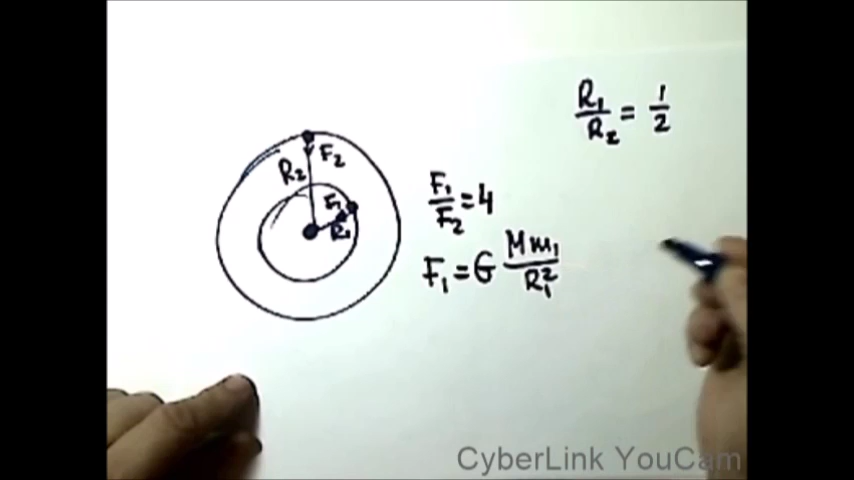 R₁/R₂ = 1/2
F₂
R₂
F₁
R₁
F₁/F₂ = 4
F₁ = G Mm₁/R₁²
CyberLink YouCam